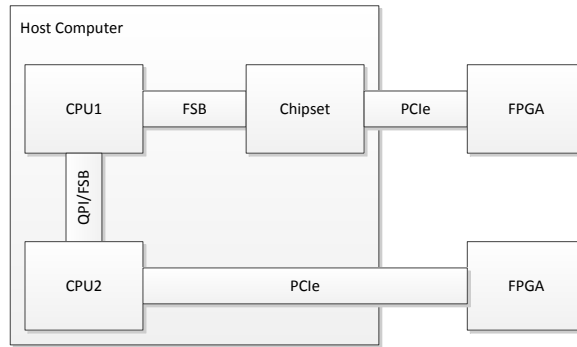 Host Computer
CPU1
FSB
Chipset
PCIe
FPGA
QPI/FSB
CPU2
PCIe
FPGA